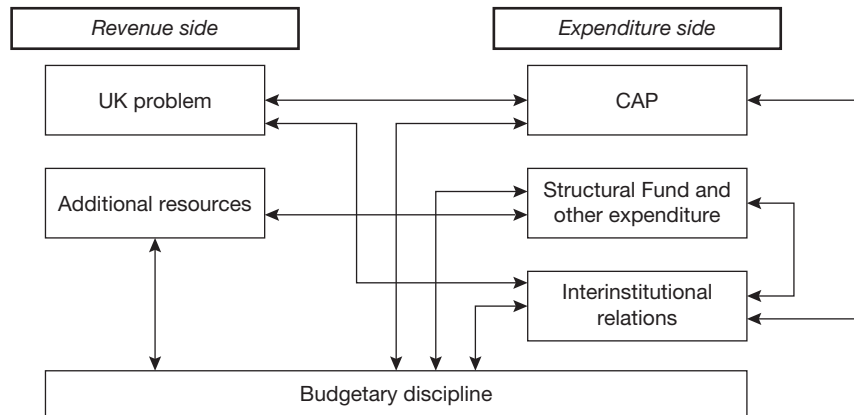 Revenue side
Expenditure side
UK problem
CAP
Additional resources
Structural Fund and
other expenditure
Interinstitutional
relations
Budgetary discipline